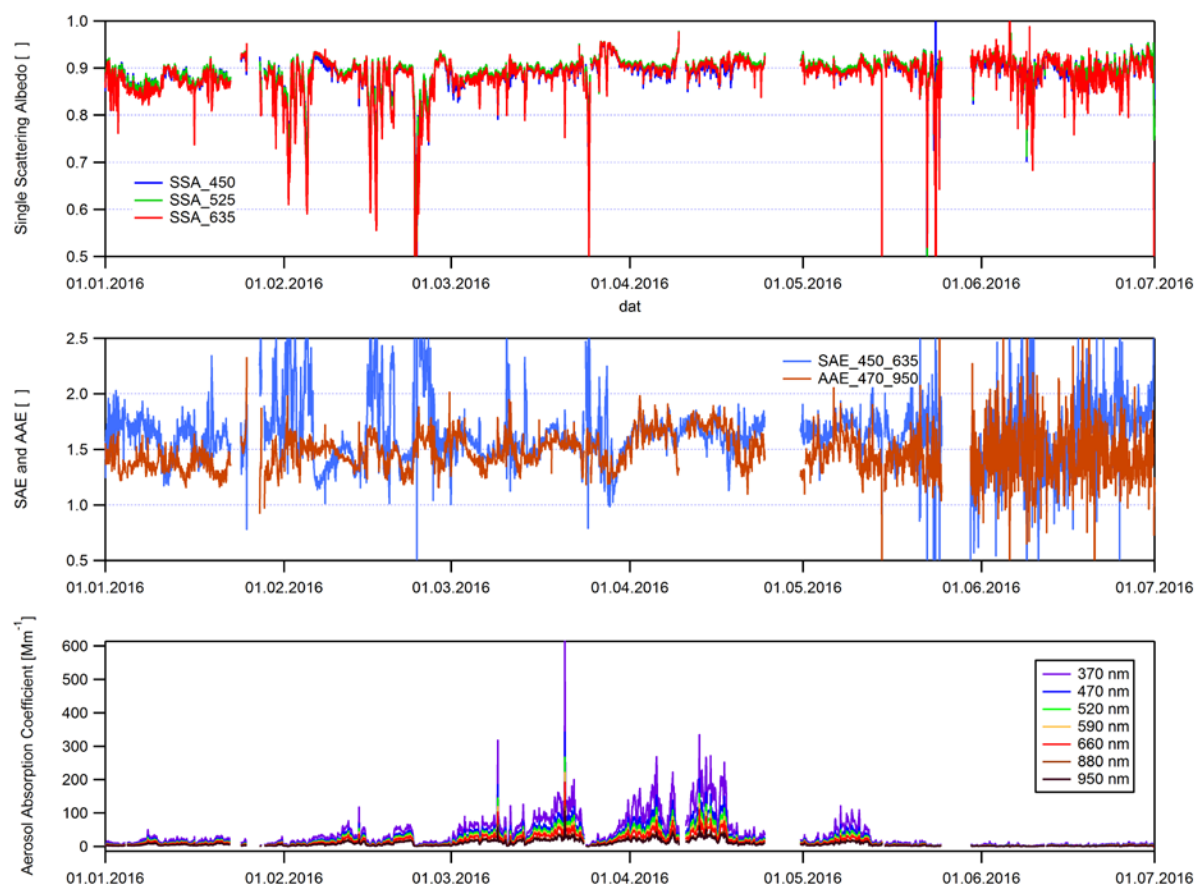 Single Scattering Albedo [ ]
1.0
0.9
0.8
0.7
0.6
0.5
SSA_450
SSA_525
SSA_635
01.01.2016 01.02.2016 01.03.2016 01.04.2016 01.05.2016 01.06.2016 01.07.2016
dat
SAE and AAE [ ]
2.5
2.0
1.5
1.0
0.5
SAE_450_635
AAE_470_950
01.01.2016 01.02.2016 01.03.2016 01.04.2016 01.05.2016 01.06.2016 01.07.2016
Aerosol Absorption Coefficient [Mm⁻¹]
600
500
400
300
200
100
0
370 nm
470 nm
520 nm
590 nm
660 nm
880 nm
950 nm
01.01.2016 01.02.2016 01.03.2016 01.04.2016 01.05.2016 01.06.2016 01.07.2016